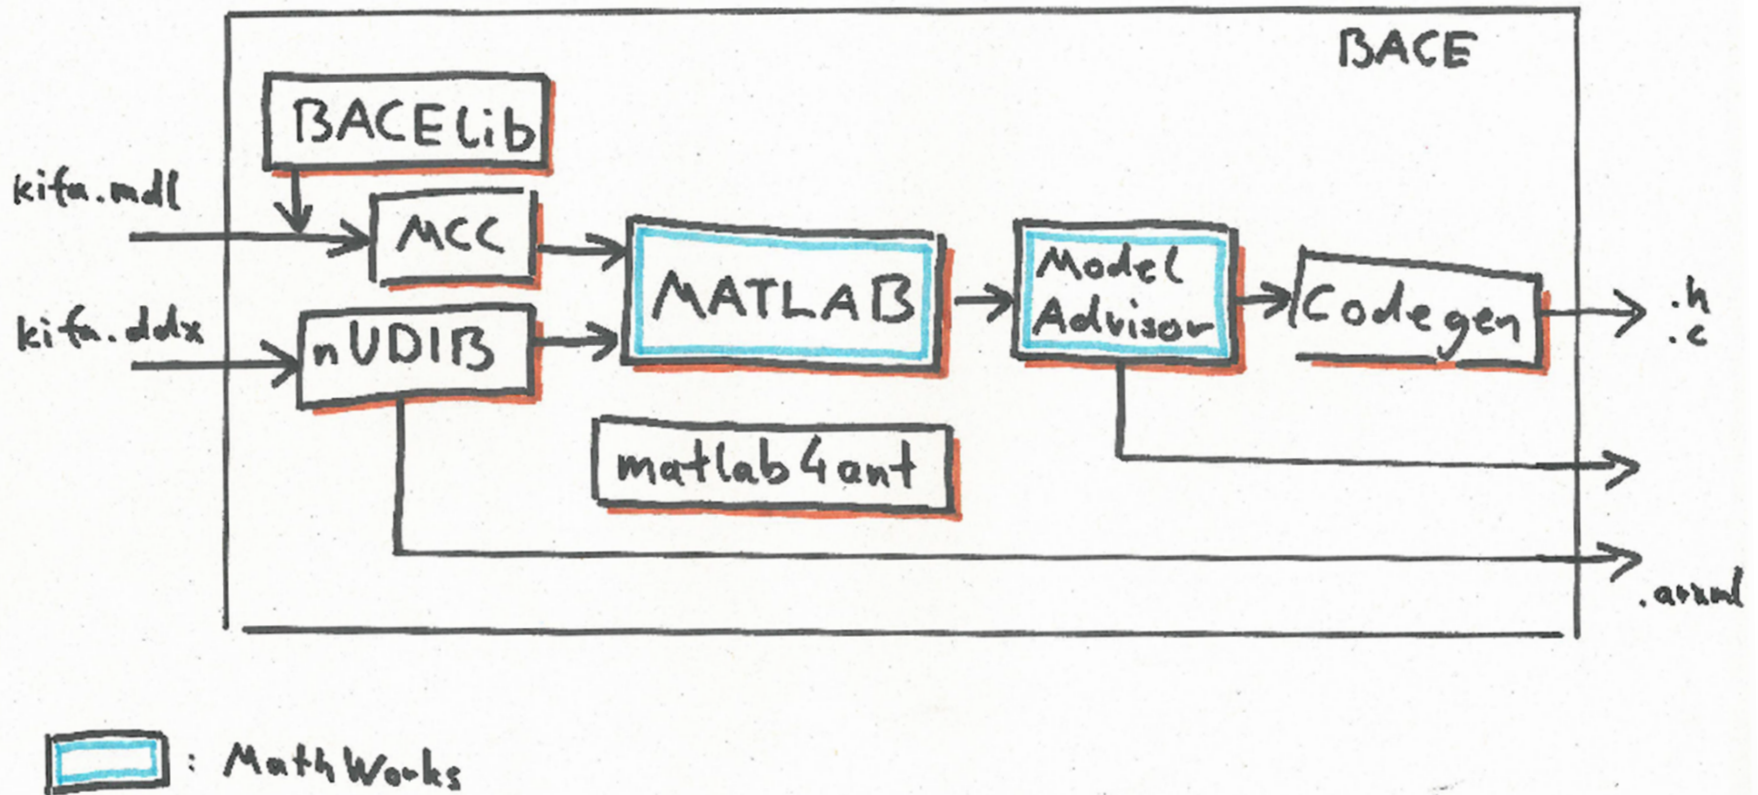 BACE
BACELib
kifa.mdl
MCC
MATLAB
Model
Advisor
Codegen
.h
.c
kifa.ddx
nUDIB
matlab4ant
.arxml
: MathWorks